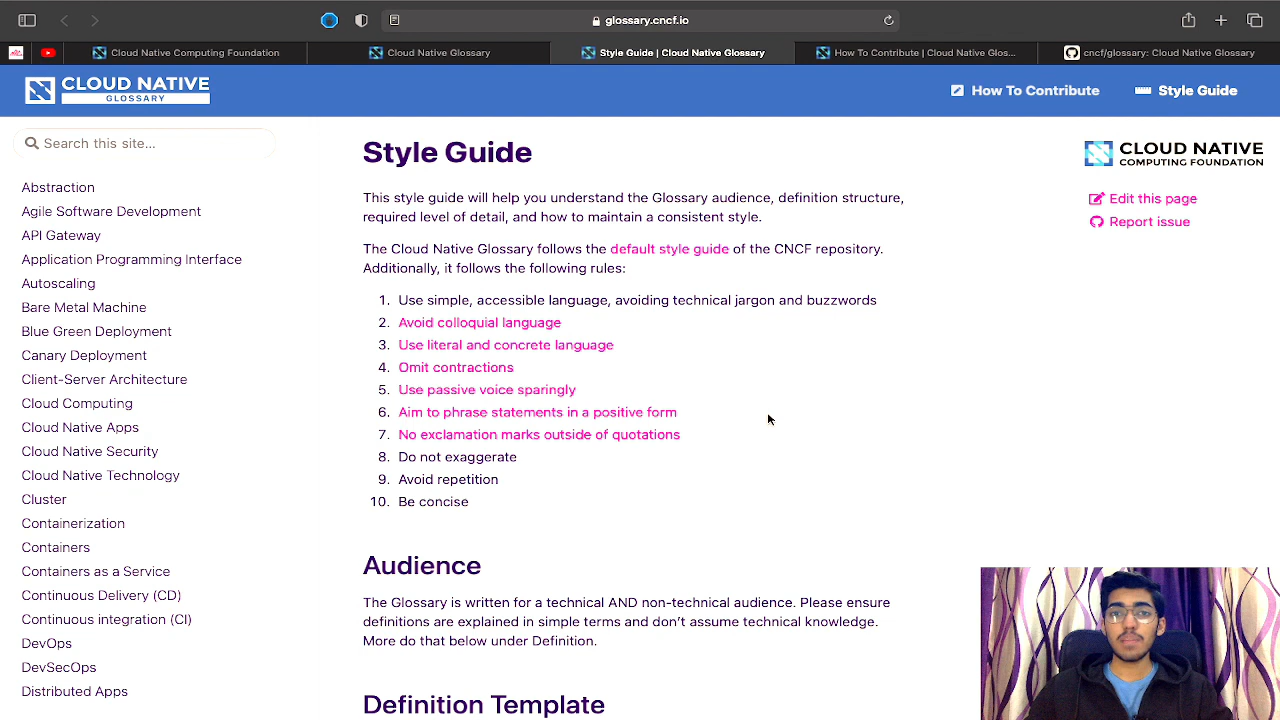 glossary.cncf.io
Cloud Native Computing Foundation
Cloud Native Glossary
Style Guide | Cloud Native Glossary
How To Contribute | Cloud Native Glos...
cncf/glossary: Cloud Native Glossary
CLOUD NATIVE
GLOSSARY
How To Contribute
Style Guide
Search this site...
Abstraction
Agile Software Development
API Gateway
Application Programming Interface
Autoscaling
Bare Metal Machine
Blue Green Deployment
Canary Deployment
Client-Server Architecture
Cloud Computing
Cloud Native Apps
Cloud Native Security
Cloud Native Technology
Cluster
Containerization
Containers
Containers as a Service
Continuous Delivery (CD)
Continuous integration (CI)
DevOps
DevSecOps
Distributed Apps
Style Guide
This style guide will help you understand the Glossary audience, definition structure,
required level of detail, and how to maintain a consistent style.
The Cloud Native Glossary follows the default style guide of the CNCF repository.
Additionally, it follows the following rules:
1. Use simple, accessible language, avoiding technical jargon and buzzwords
2. Avoid colloquial language
3. Use literal and concrete language
4. Omit contractions
5. Use passive voice sparingly
6. Aim to phrase statements in a positive form
7. No exclamation marks outside of quotations
8. Do not exaggerate
9. Avoid repetition
10. Be concise
Audience
The Glossary is written for a technical AND non-technical audience. Please ensure
definitions are explained in simple terms and don’t assume technical knowledge.
More do that below under Definition.
Definition Template
CLOUD NATIVE
COMPUTING FOUNDATION
Edit this page
Report issue